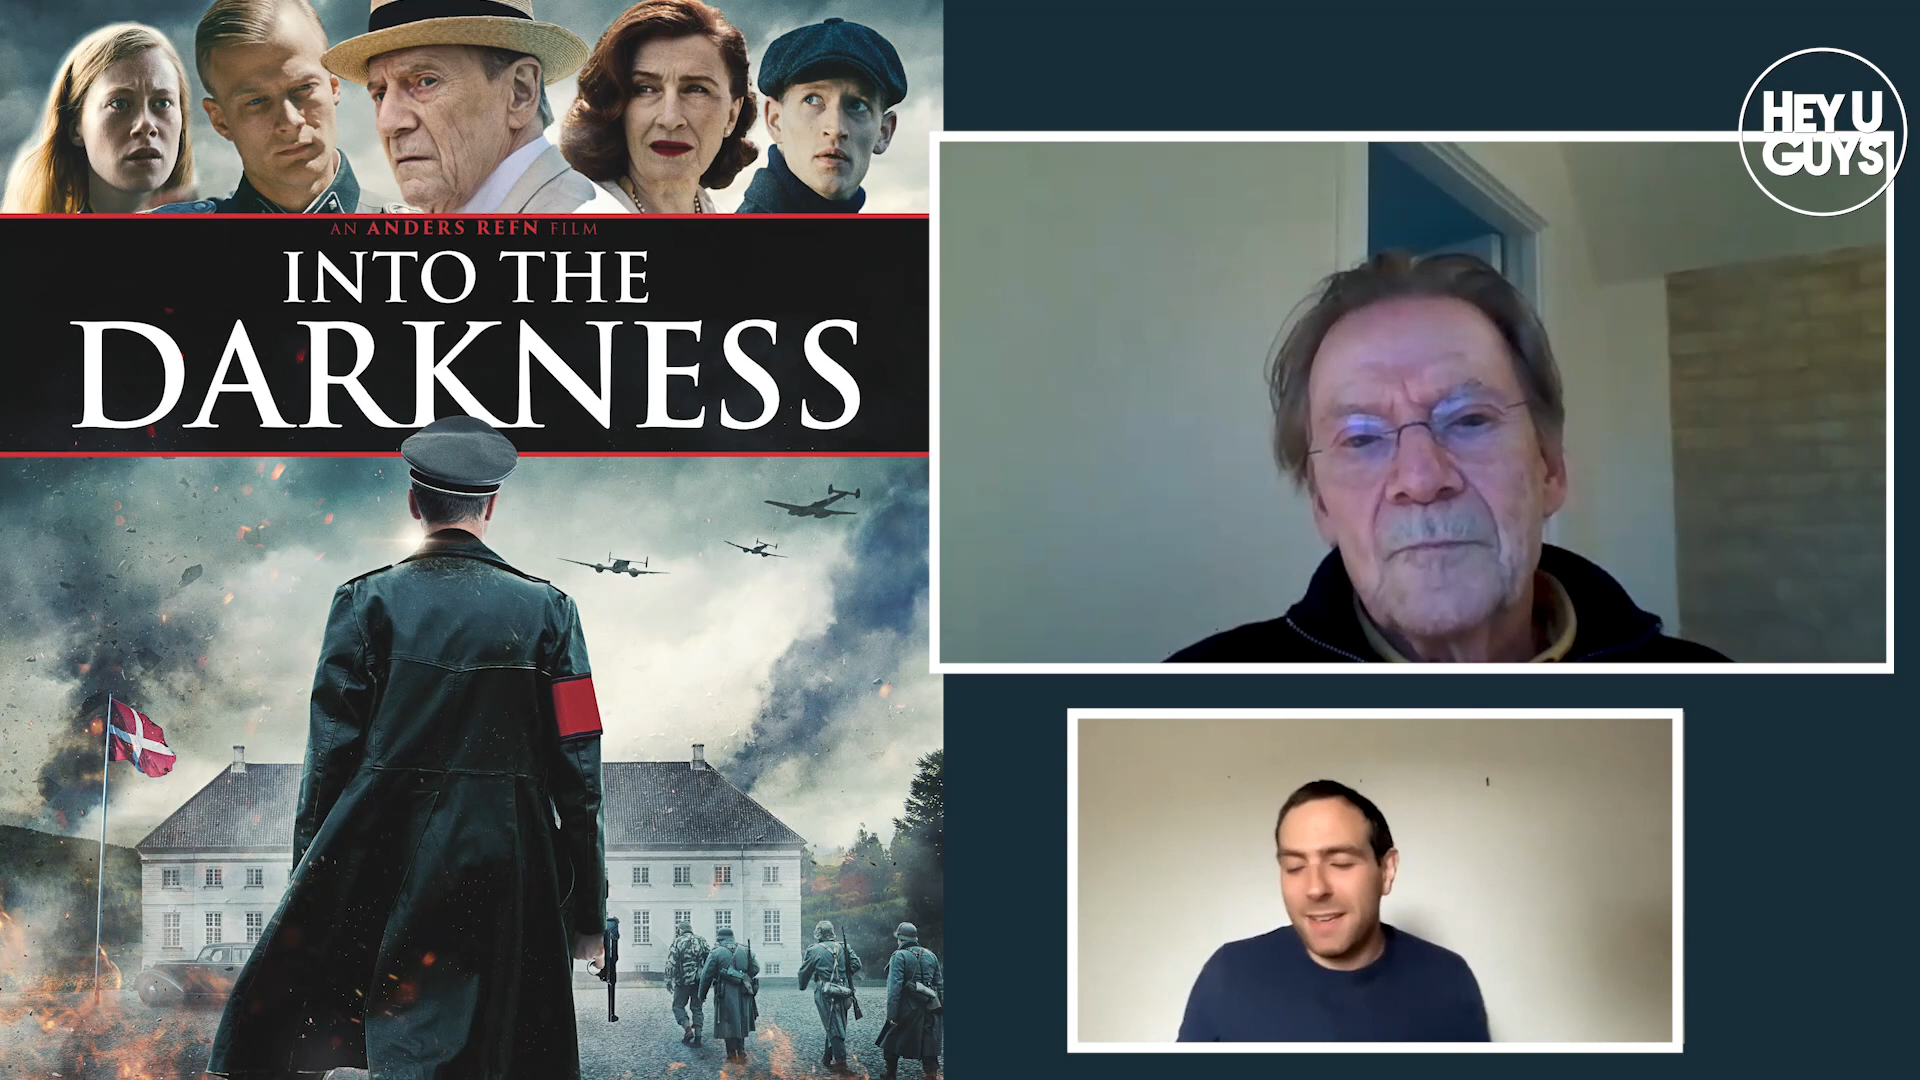 AN ANDERS REFN FILM
INTO THE
DARKNESS
HEY U
GUYS